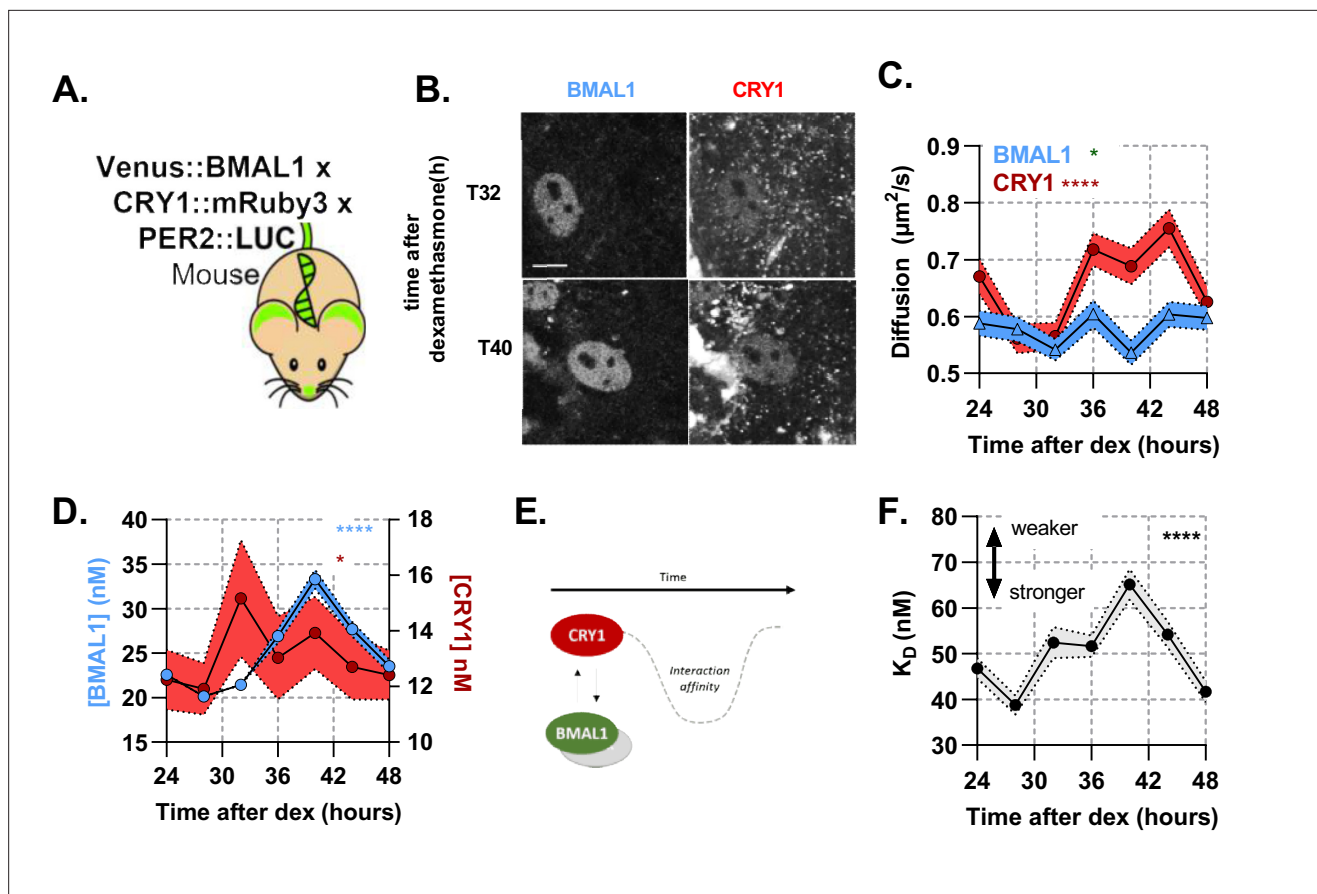 A.
Venus::BMAL1 x
CRY1::mRuby3 x
PER2::LUC
Mouse
B.
BMAL1
CRY1
time after
dexamethasmone(h)
T32
T40
C.
BMAL1 *
CRY1 ****
Diffusion (µm²/s)
0.9
0.8
0.7
0.6
0.5
24 30 36 42 48
Time after dex (hours)
D.
[BMAL1] (nM)
40
35
30
25
20
15
****
*
18
16
14
12
10
[CRY1] nM
24 30 36 42 48
Time after dex (hours)
E.
Time
CRY1
Interaction
affinity
BMAL1
F.
K_D (nM)
80
70
60
50
40
30
weaker
stronger
****
24 30 36 42 48
Time after dex (hours)